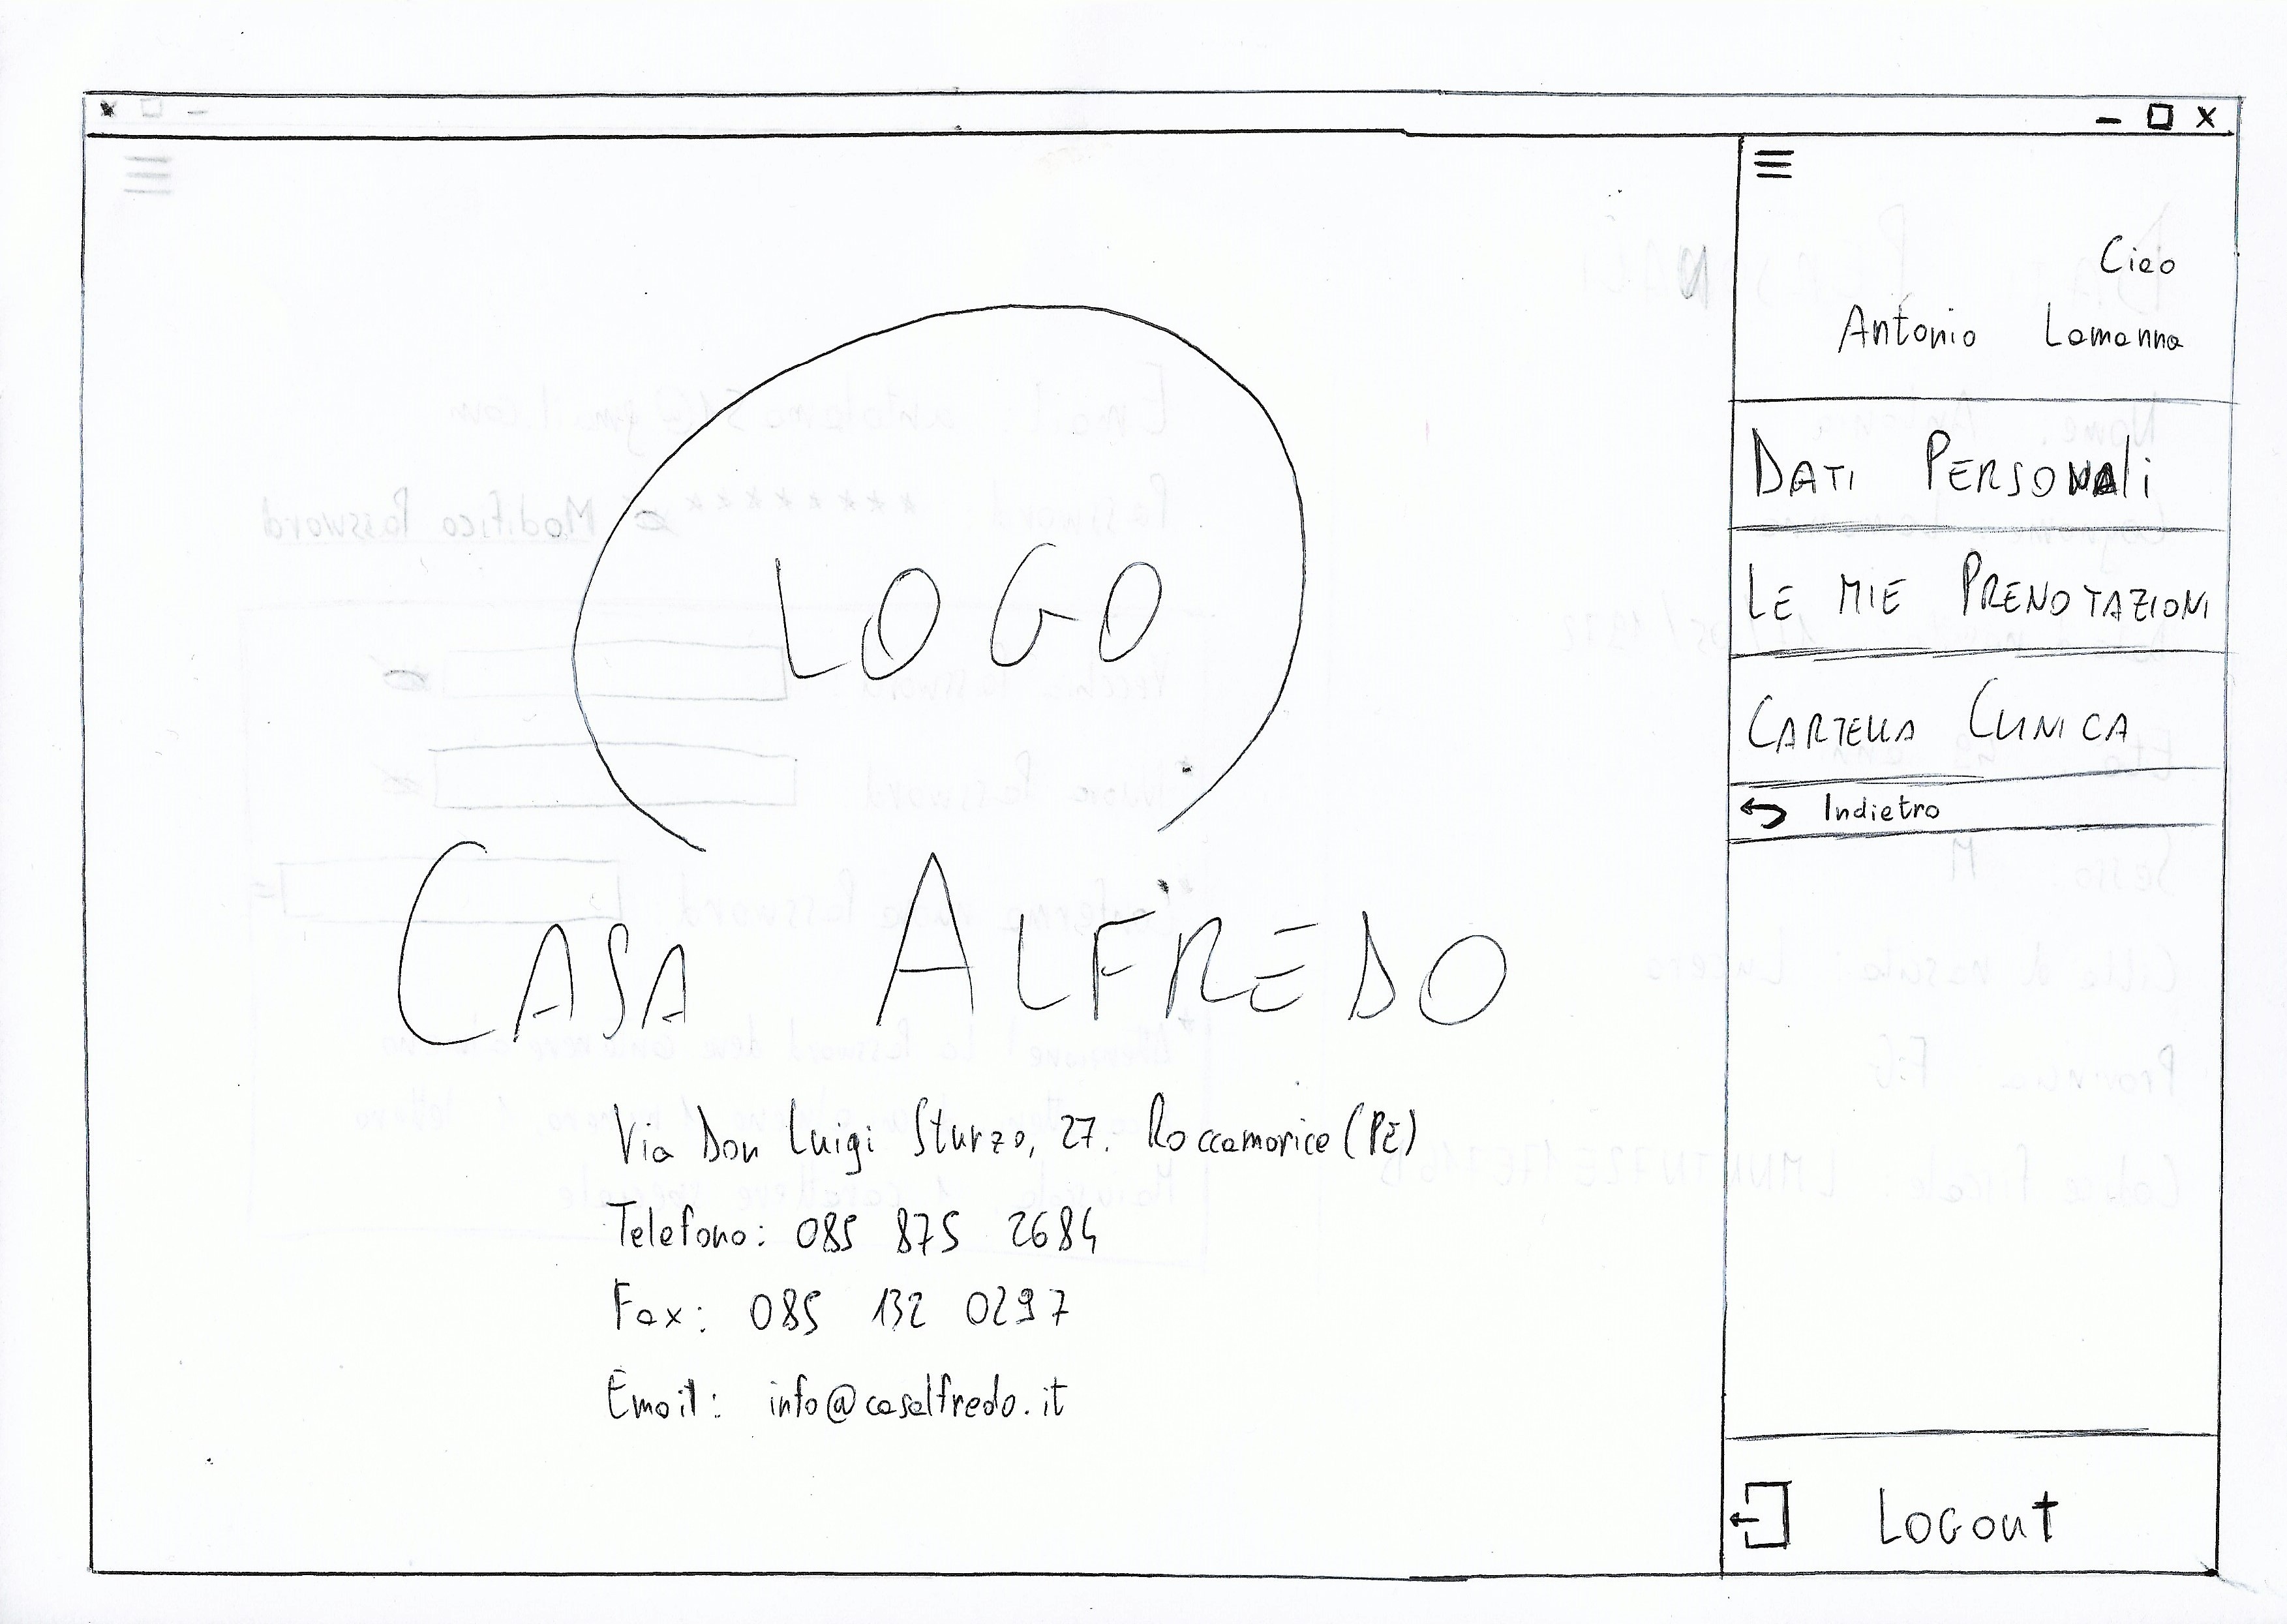 Ciao
Antonio Lamanna
DATI PERSONALI
LE MIE PRENOTAZIONI
CARTELLA CLINICA
Indietro
LOGOUT
LOGO
CASA ALFREDO
Via Don Luigi Sturzo, 27. Roccamorice (PE)
Telefono: 085 875 2684
Fax: 085 132 0297
Email: info@casalfredo.it